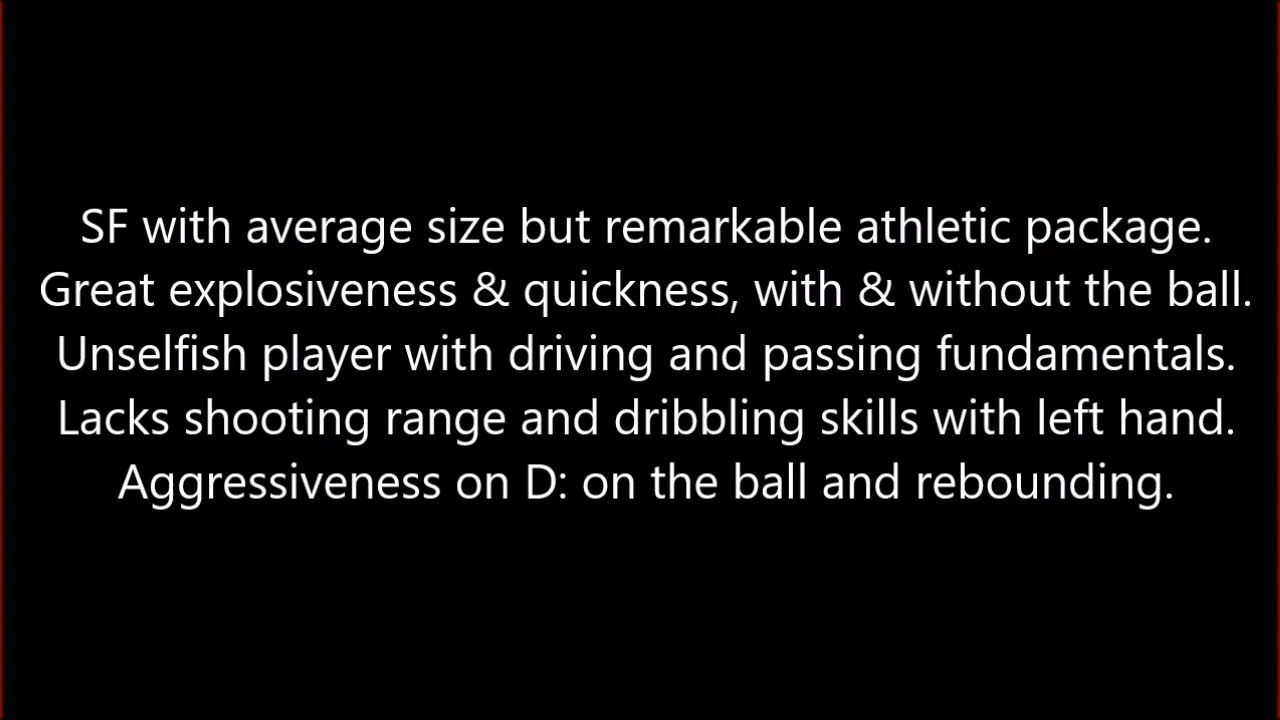 SF with average size but remarkable athletic package.
Great explosiveness & quickness, with & without the ball.
Unselfish player with driving and passing fundamentals.
Lacks shooting range and dribbling skills with left hand.
Aggressiveness on D: on the ball and rebounding.